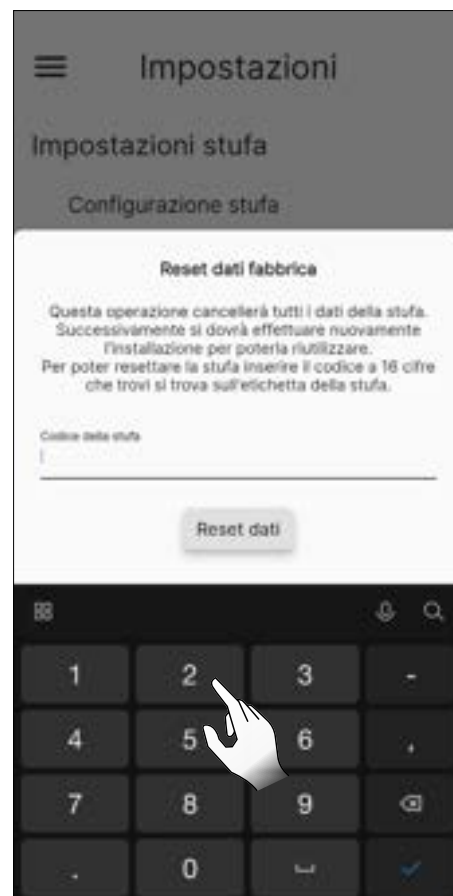 Impostazioni
Impostazioni stufa
Configurazione stufa
Reset dati fabbrica
Questa operazione cancellerà tutti i dati della stufa.
Successivamente si dovrà effettuare nuovamente
l'installazione per poterla riutilizzare.
Per poter resettare la stufa inserire il codice a 16 cifre
che trovi si trova sull'etichetta della stufa.
Codice della stufa
Reset dati
1 2 3 -
4 5 6 ,
7 8 9
. 0